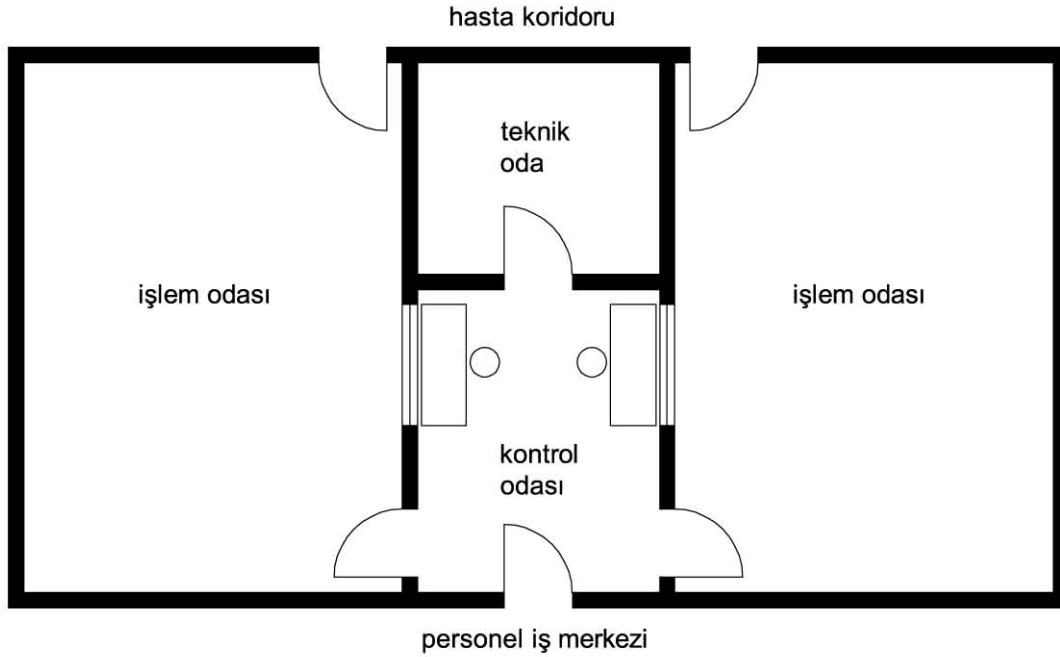 hasta koridoru
teknik
oda
işlem odası
işlem odası
kontrol
odası
personel iş merkezi